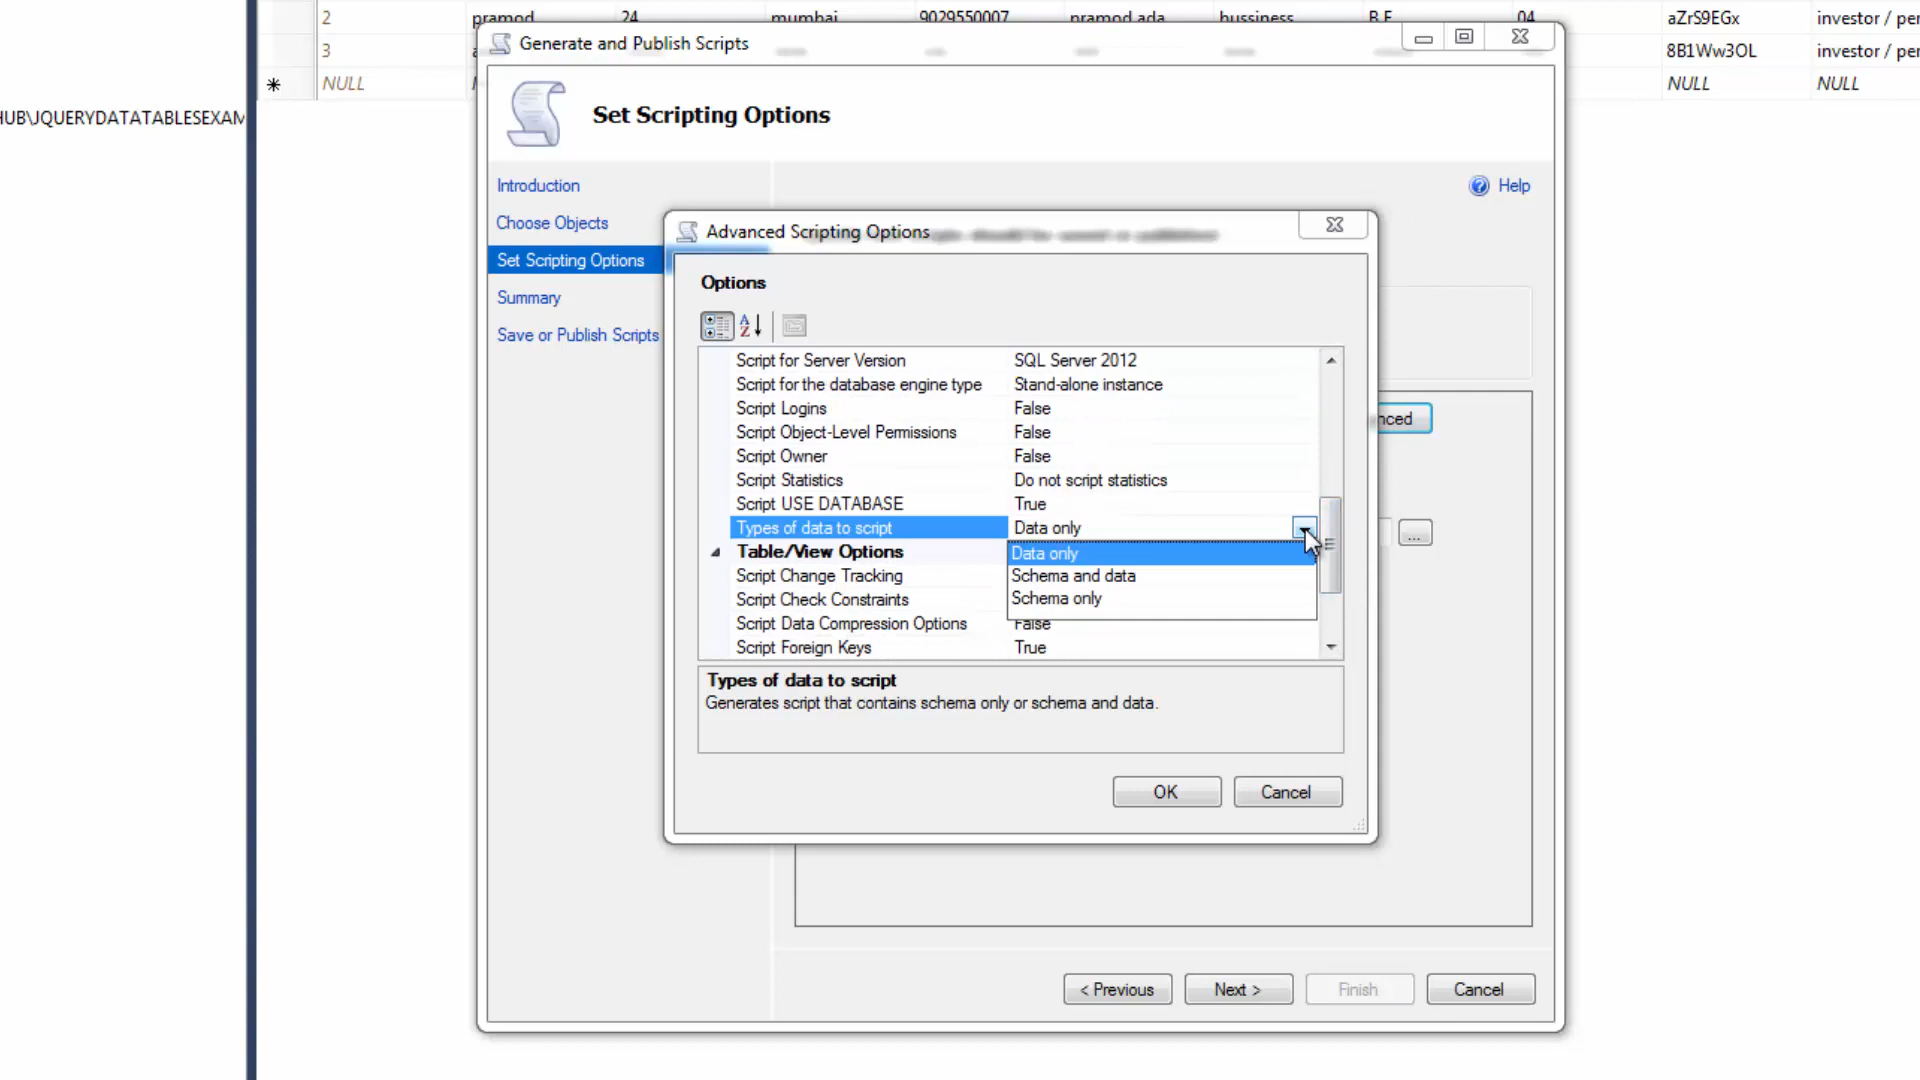 2 pramod 24 mumbai 9029550007 pramod.ada bussiness B.E 04 aZrS9EGx investor / per
Generate and Publish Scripts
3 8B1Ww3OL investor / per
NULL NULL NULL
HUB\JQUERYDATATABLESEXAM
Set Scripting Options
Introduction
Help
Choose Objects
Advanced Scripting Options
Set Scripting Options
Options
Summary
Save or Publish Scripts
Script for Server Version SQL Server 2012
Script for the database engine type Stand-alone instance
Script Logins False
nced
Script Object-Level Permissions False
Script Owner False
Script Statistics Do not script statistics
Script USE DATABASE True
Types of data to script Data only
...
Table/View Options Data only
Script Change Tracking Schema and data
Script Check Constraints Schema only
Script Data Compression Options False
Script Foreign Keys True
Types of data to script
Generates script that contains schema only or schema and data.
OK Cancel
< Previous Next > Finish Cancel